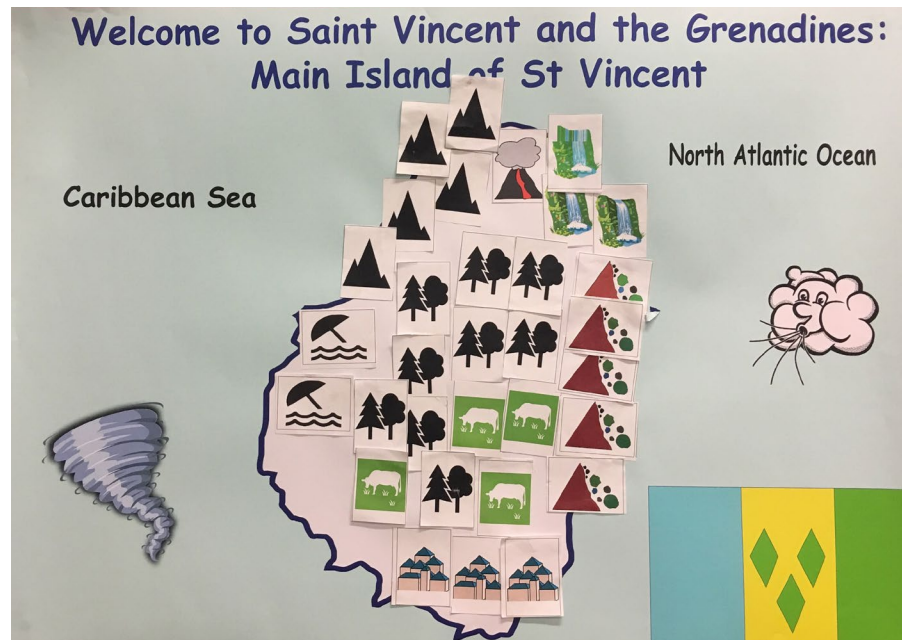 Welcome to Saint Vincent and the Grenadines:
Main Island of St Vincent
North Atlantic Ocean
Caribbean Sea